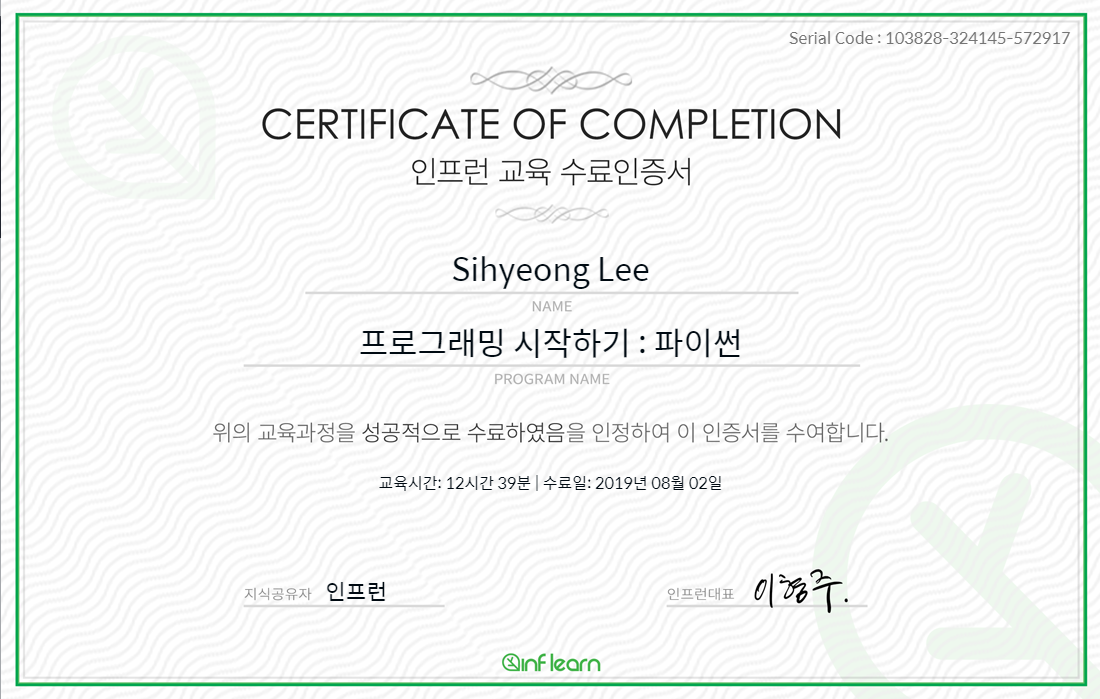 Serial Code : 103828-324145-572917
CERTIFICATE OF COMPLETION
인프런 교육 수료인증서
Sihyeong Lee
NAME
프로그래밍 시작하기 : 파이썬
PROGRAM NAME
위의 교육과정을 성공적으로 수료하였음을 인정하여 이 인증서를 수여합니다.
교육시간: 12시간 39분 | 수료일: 2019년 08월 02일
지식공유자 인프런
인프런대표 이형주.
inflearn